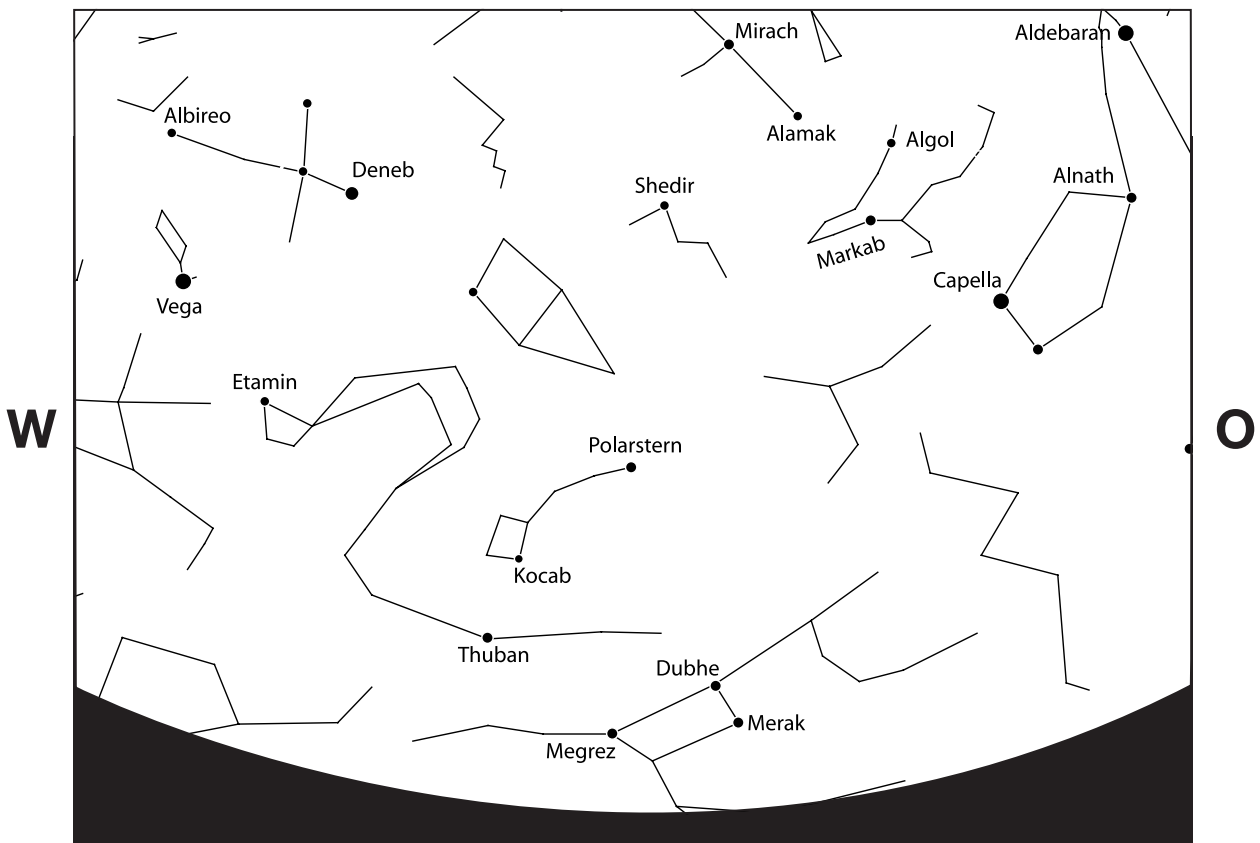 Mirach
Aldebaran
Albireo
Alamak
Algol
Deneb
Alnath
Shedir
Markab
Capella
Vega
Etamin
W
O
Polarstern
Kocab
Thuban
Dubhe
Merak
Megrez